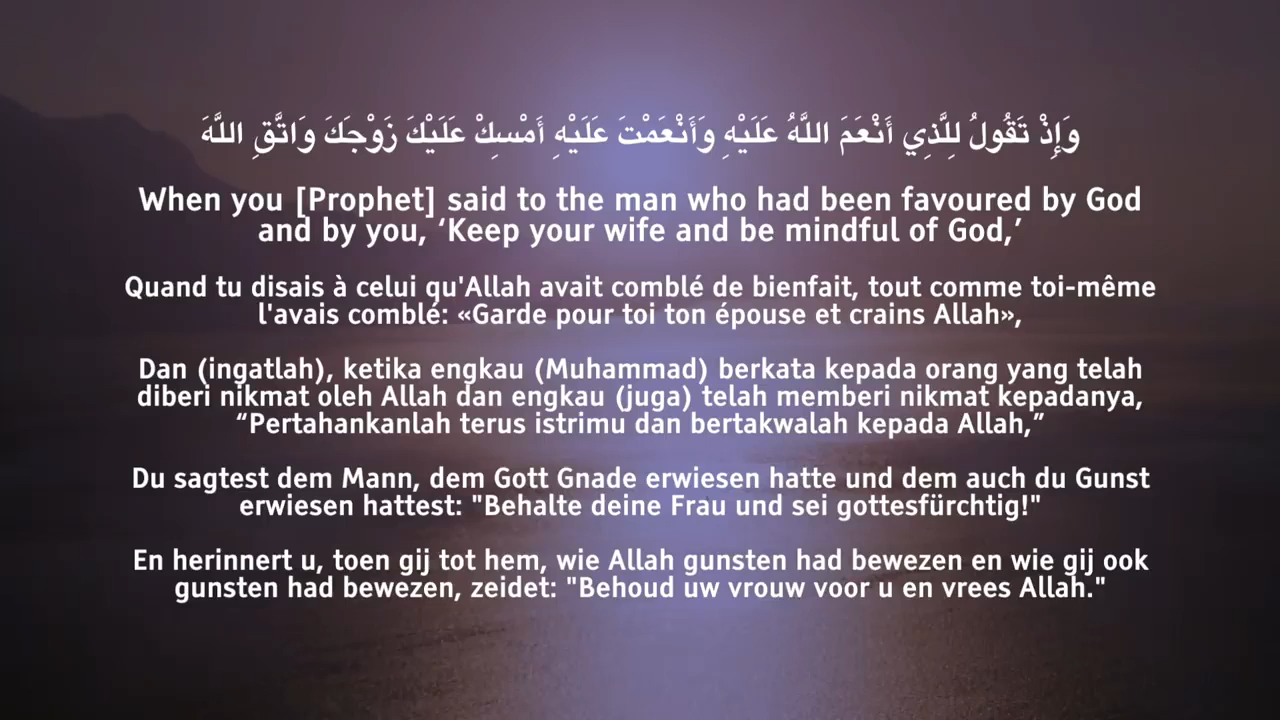 وَإِذْ تَقُولُ لِلَّذِي أَنْعَمَ اللَّهُ عَلَيْهِ وَأَنْعَمْتَ عَلَيْهِ أَمْسِكْ عَلَيْكَ زَوْجَكَ وَاتَّقِ اللَّهَ
When you [Prophet] said to the man who had been favoured by God
and by you, ‘Keep your wife and be mindful of God,’
Quand tu disais à celui qu'Allah avait comblé de bienfait, tout comme toi-même
l'avais comblé: «Garde pour toi ton épouse et crains Allah»,
Dan (ingatlah), ketika engkau (Muhammad) berkata kepada orang yang telah
diberi nikmat oleh Allah dan engkau (juga) telah memberi nikmat kepadanya,
“Pertahankanlah terus istrimu dan bertakwalah kepada Allah,”
Du sagtest dem Mann, dem Gott Gnade erwiesen hatte und dem auch du Gunst
erwiesen hattest: "Behalte deine Frau und sei gottesfürchtig!"
En herinnert u, toen gij tot hem, wie Allah gunsten had bewezen en wie gij ook
gunsten had bewezen, zeidet: "Behoud uw vrouw voor u en vrees Allah."